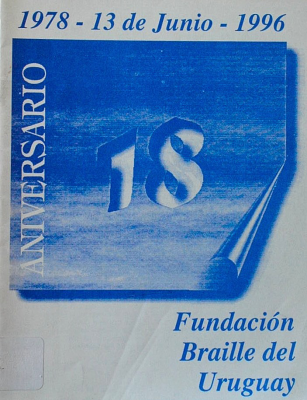 1978 - 13 de Junio - 1996
ANIVERSARIO
18
Fundación
Braille del
Uruguay